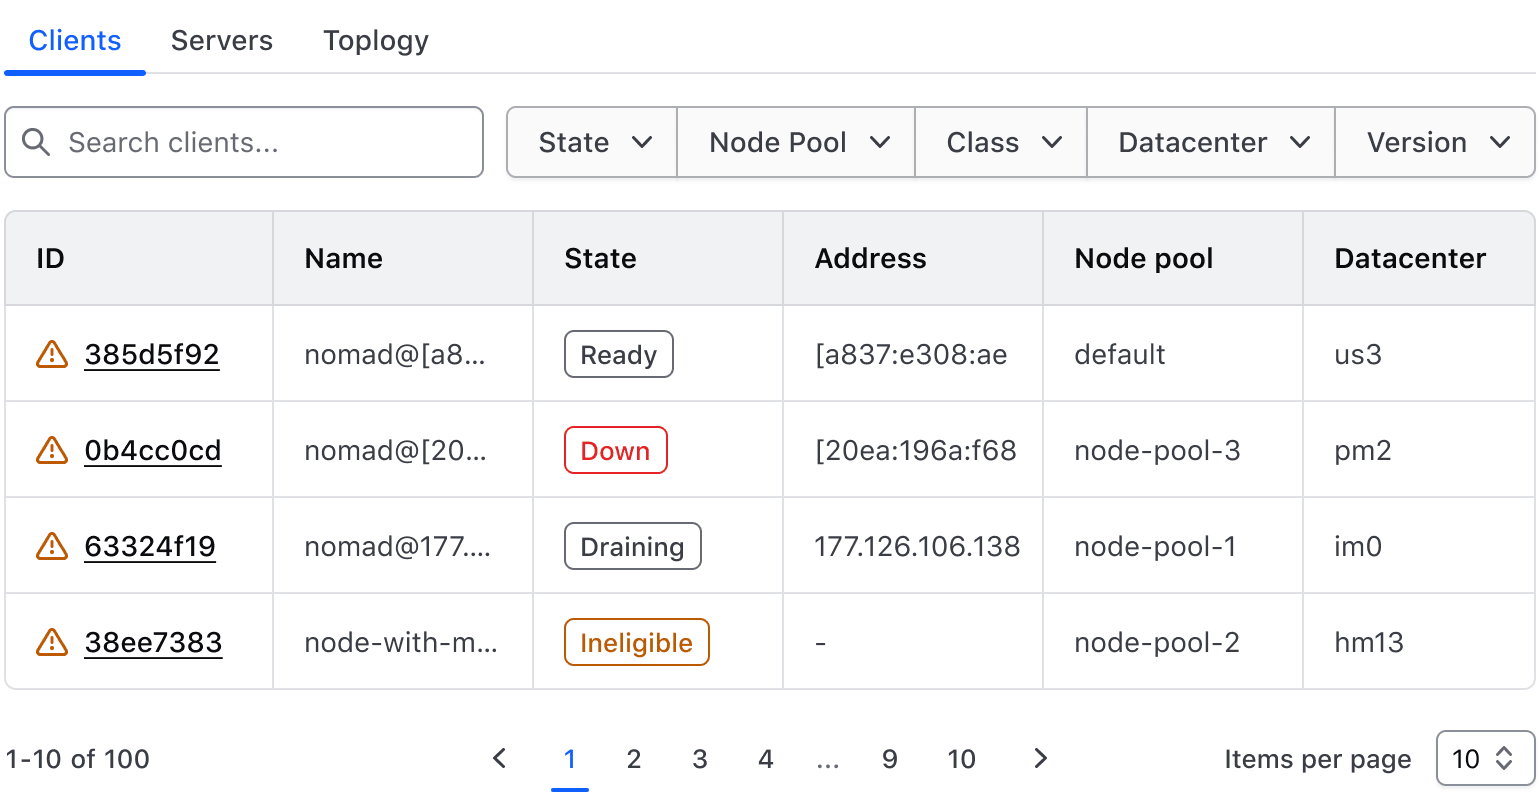 Clients Servers Toplogy
Search clients... State Node Pool Class Datacenter Version
ID Name State Address Node pool Datacenter
385d5f92 nomad@[a8... Ready [a837:e308:ae default us3
0b4cc0cd nomad@[20... Down [20ea:196a:f68 node-pool-3 pm2
63324f19 nomad@177.... Draining 177.126.106.138 node-pool-1 im0
38ee7383 node-with-m... Ineligible - node-pool-2 hm13
1-10 of 100 1 2 3 4 ... 9 10 Items per page 10